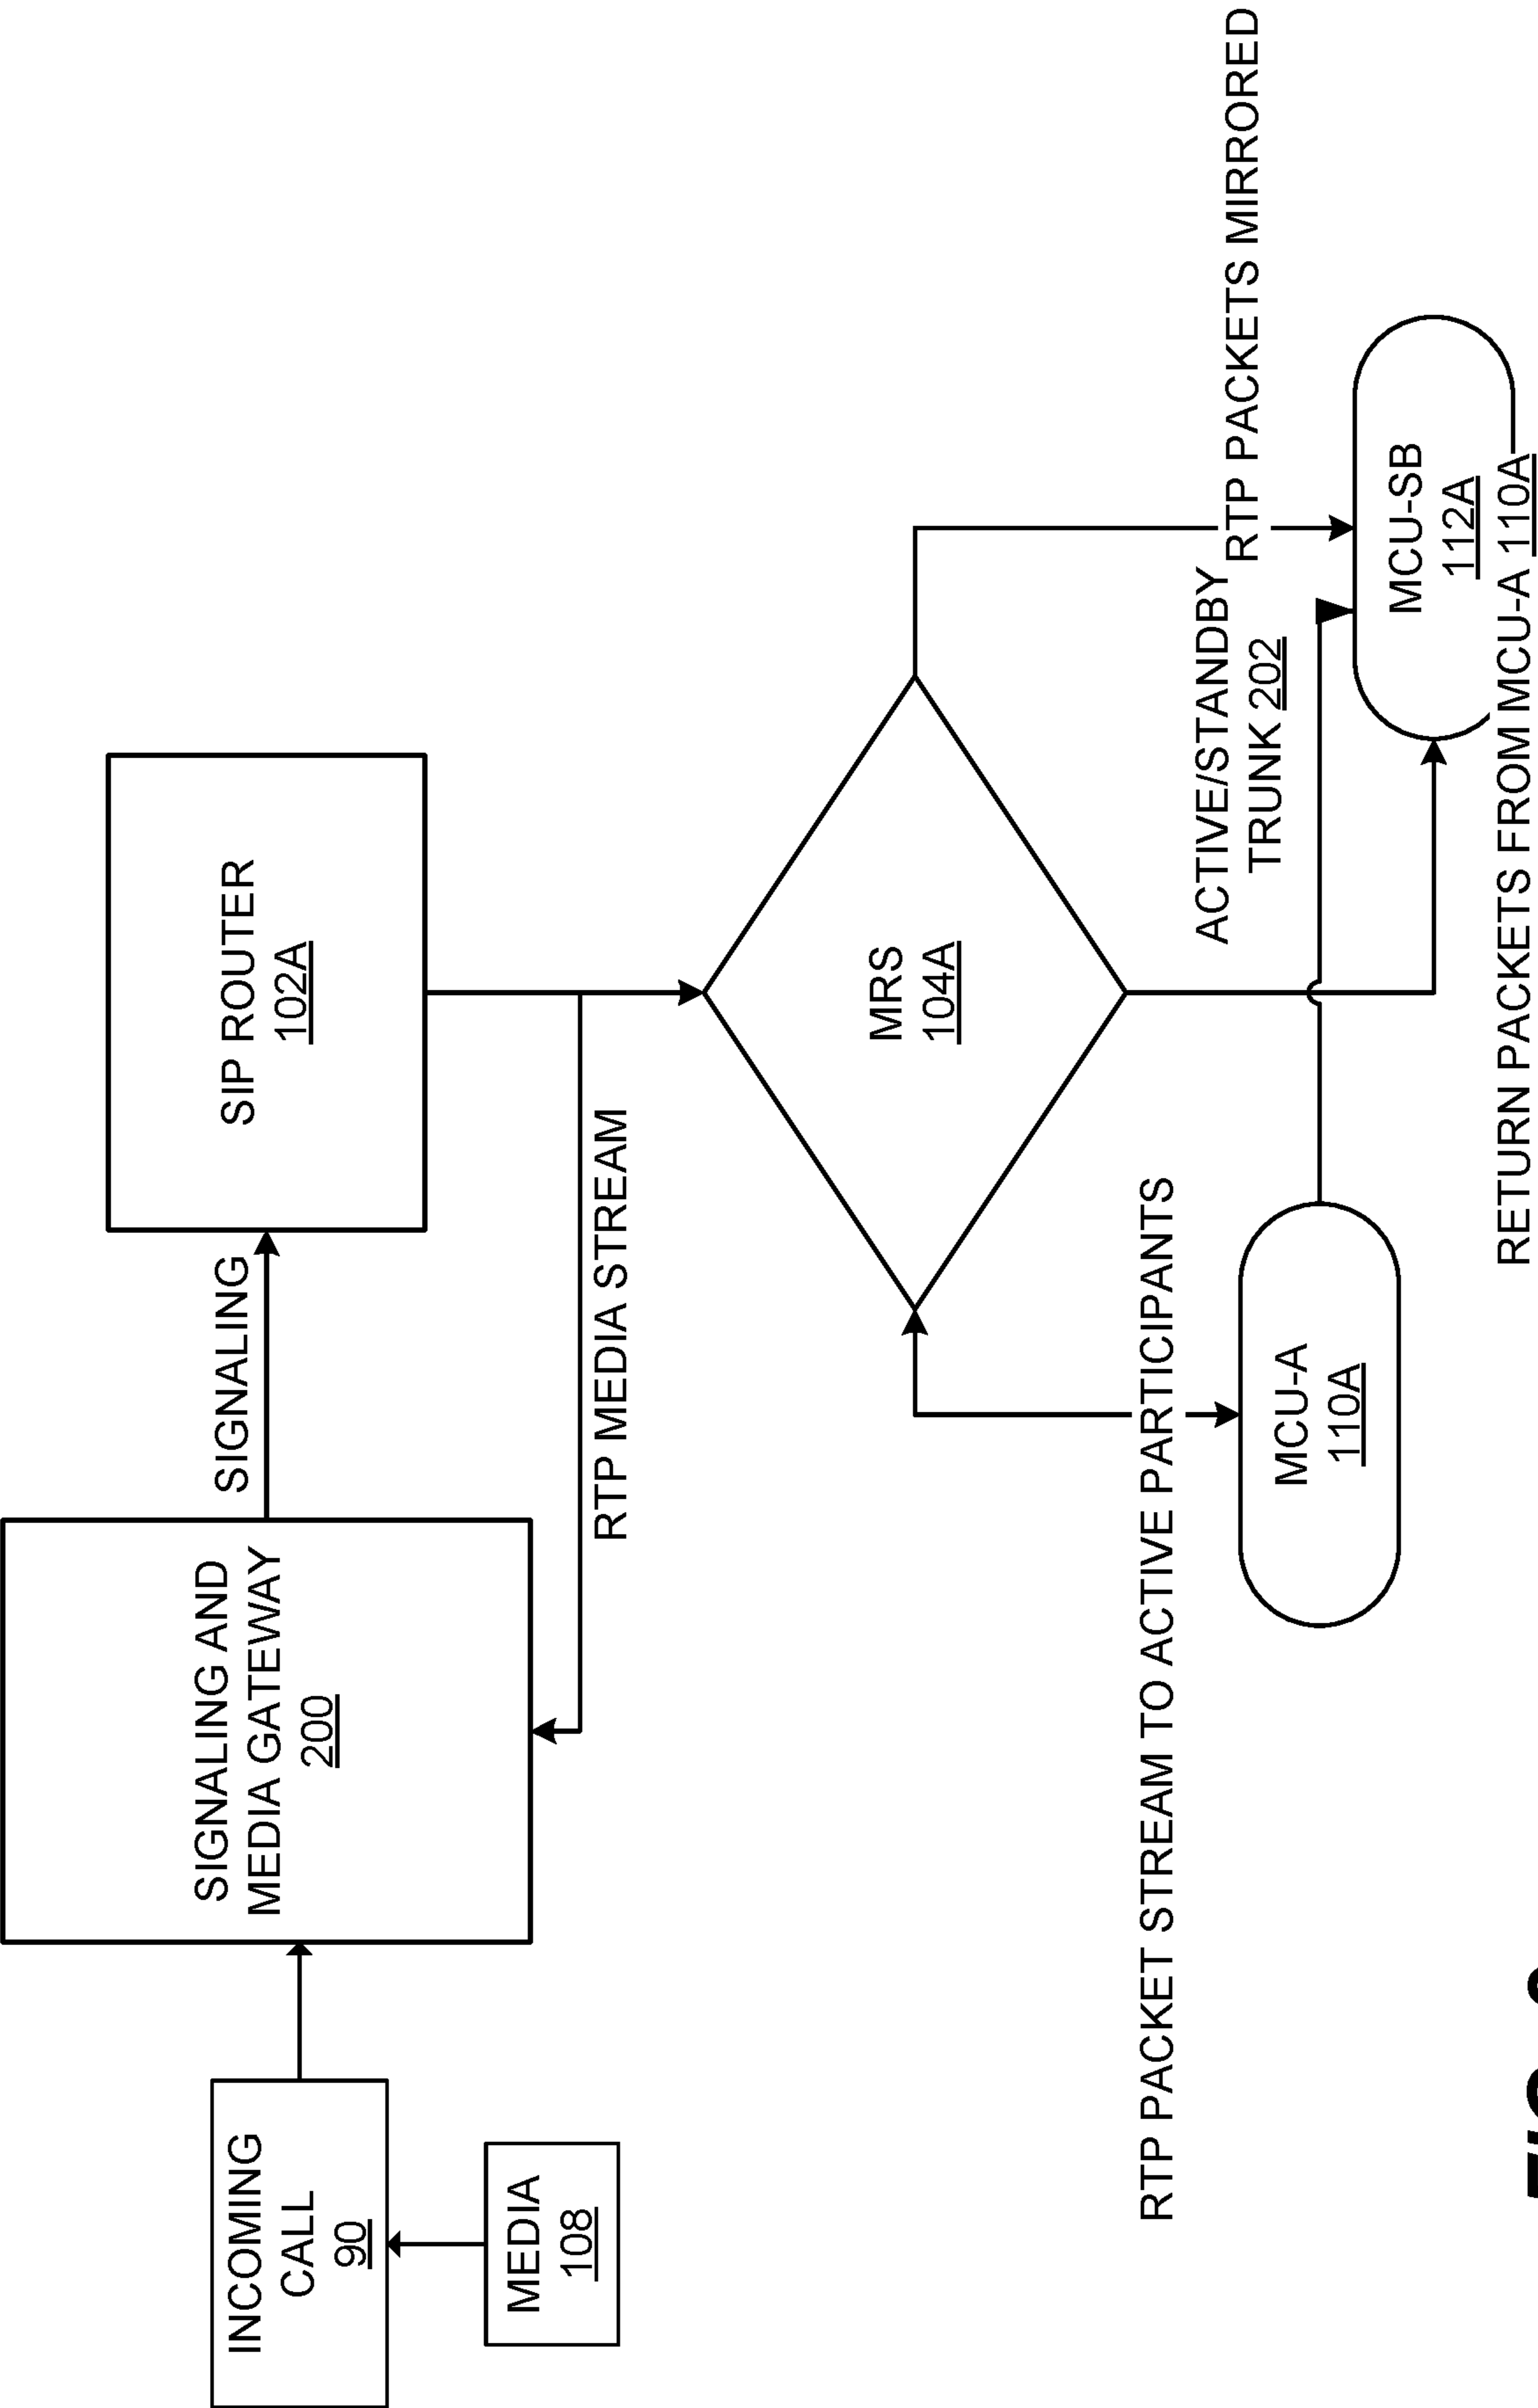 INCOMING
CALL
90
MEDIA
108
SIGNALING AND
MEDIA GATEWAY
200
SIGNALING
SIP ROUTER
102A
RTP MEDIA STREAM
MRS
104A
RTP PACKET STREAM TO ACTIVE PARTICIPANTS
MCU-A
110A
ACTIVE/STANDBY
TRUNK 202
RTP PACKETS MIRRORED
MCU-SB
112A
RETURN PACKETS FROM MCU-A 110A